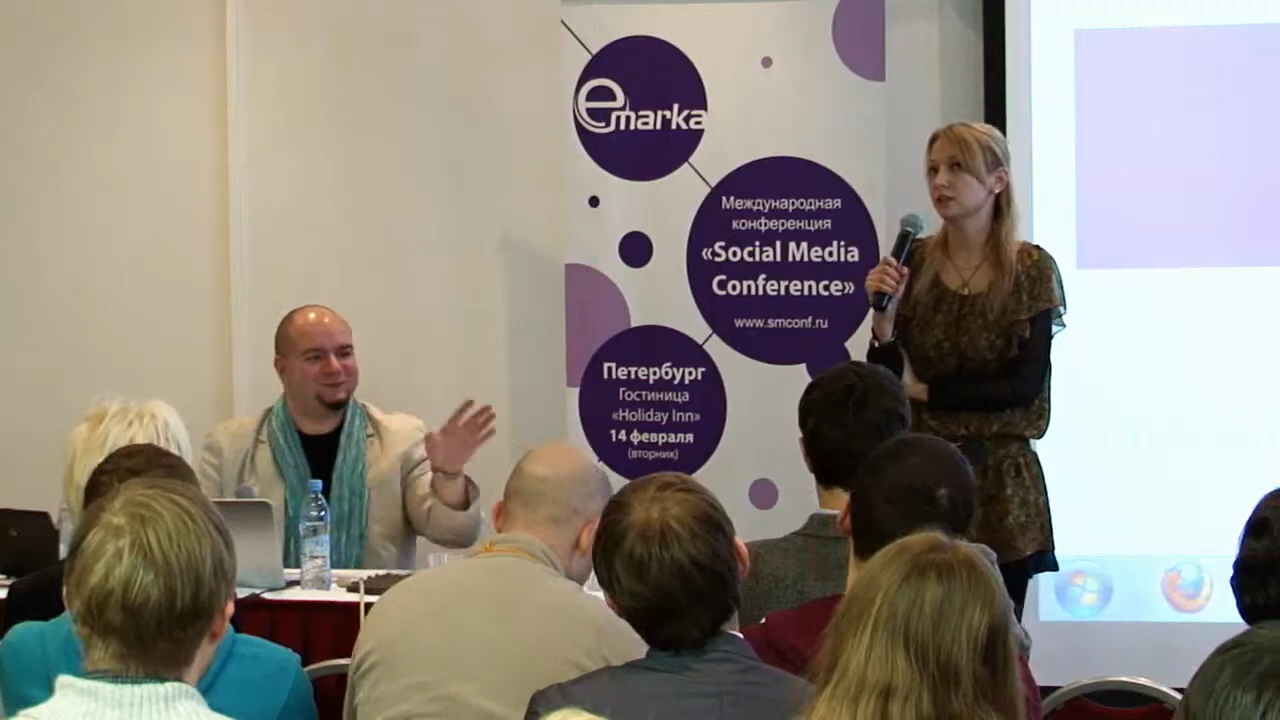 emarka
Международная
конференция
«Social Media
Conference»
www.smconf.ru
Петербург
Гостиница
«Holiday Inn»
14 февраля
(вторник)